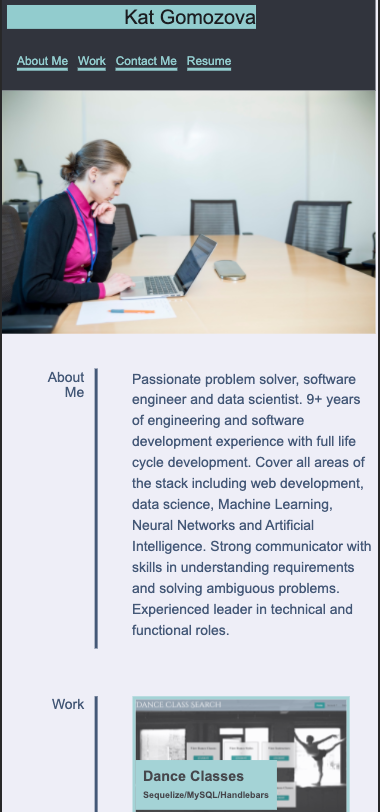 Kat Gomozova
About Me Work Contact Me Resume
About
Me
Passionate problem solver, software
engineer and data scientist. 9+ years
of engineering and software
development experience with full life
cycle development. Cover all areas of
the stack including web development,
data science, Machine Learning,
Neural Networks and Artificial
Intelligence. Strong communicator with
skills in understanding requirements
and solving ambiguous problems.
Experienced leader in technical and
functional roles.
Work
DANCE CLASS SEARCH
Dance Classes
Sequelize/MySQL/Handlebars